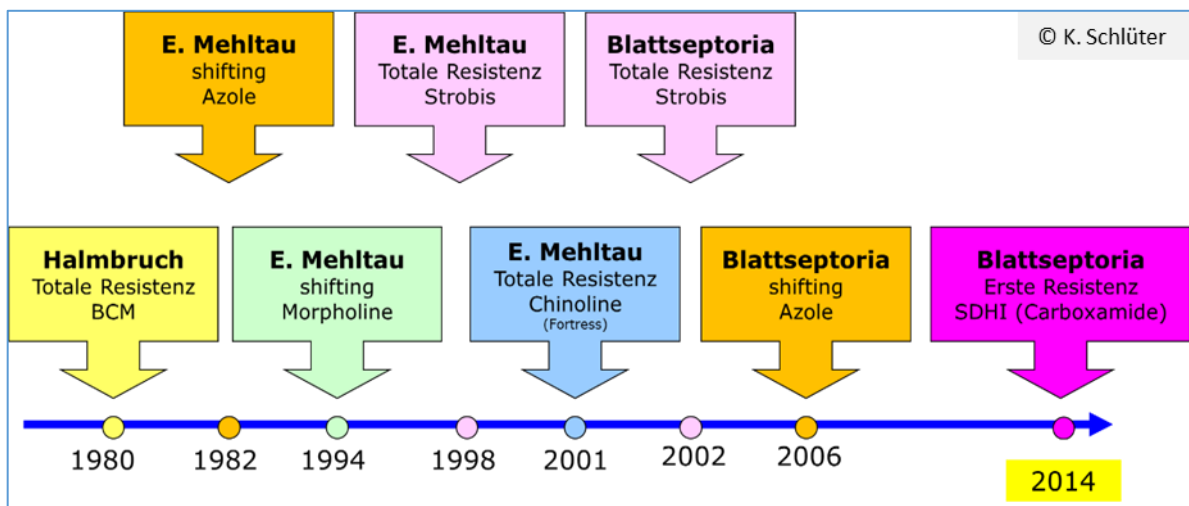 © K. Schlüter
E. Mehltau
shifting
Azole
E. Mehltau
Totale Resistenz
Strobis
Blattseptoria
Totale Resistenz
Strobis
Halmbruch
Totale Resistenz
BCM
E. Mehltau
shifting
Morpholine
E. Mehltau
Totale Resistenz
Chinoline
(Fortress)
Blattseptoria
shifting
Azole
Blattseptoria
Erste Resistenz
SDHI (Carboxamide)
1980
1982
1994
1998
2001
2002
2006
2014